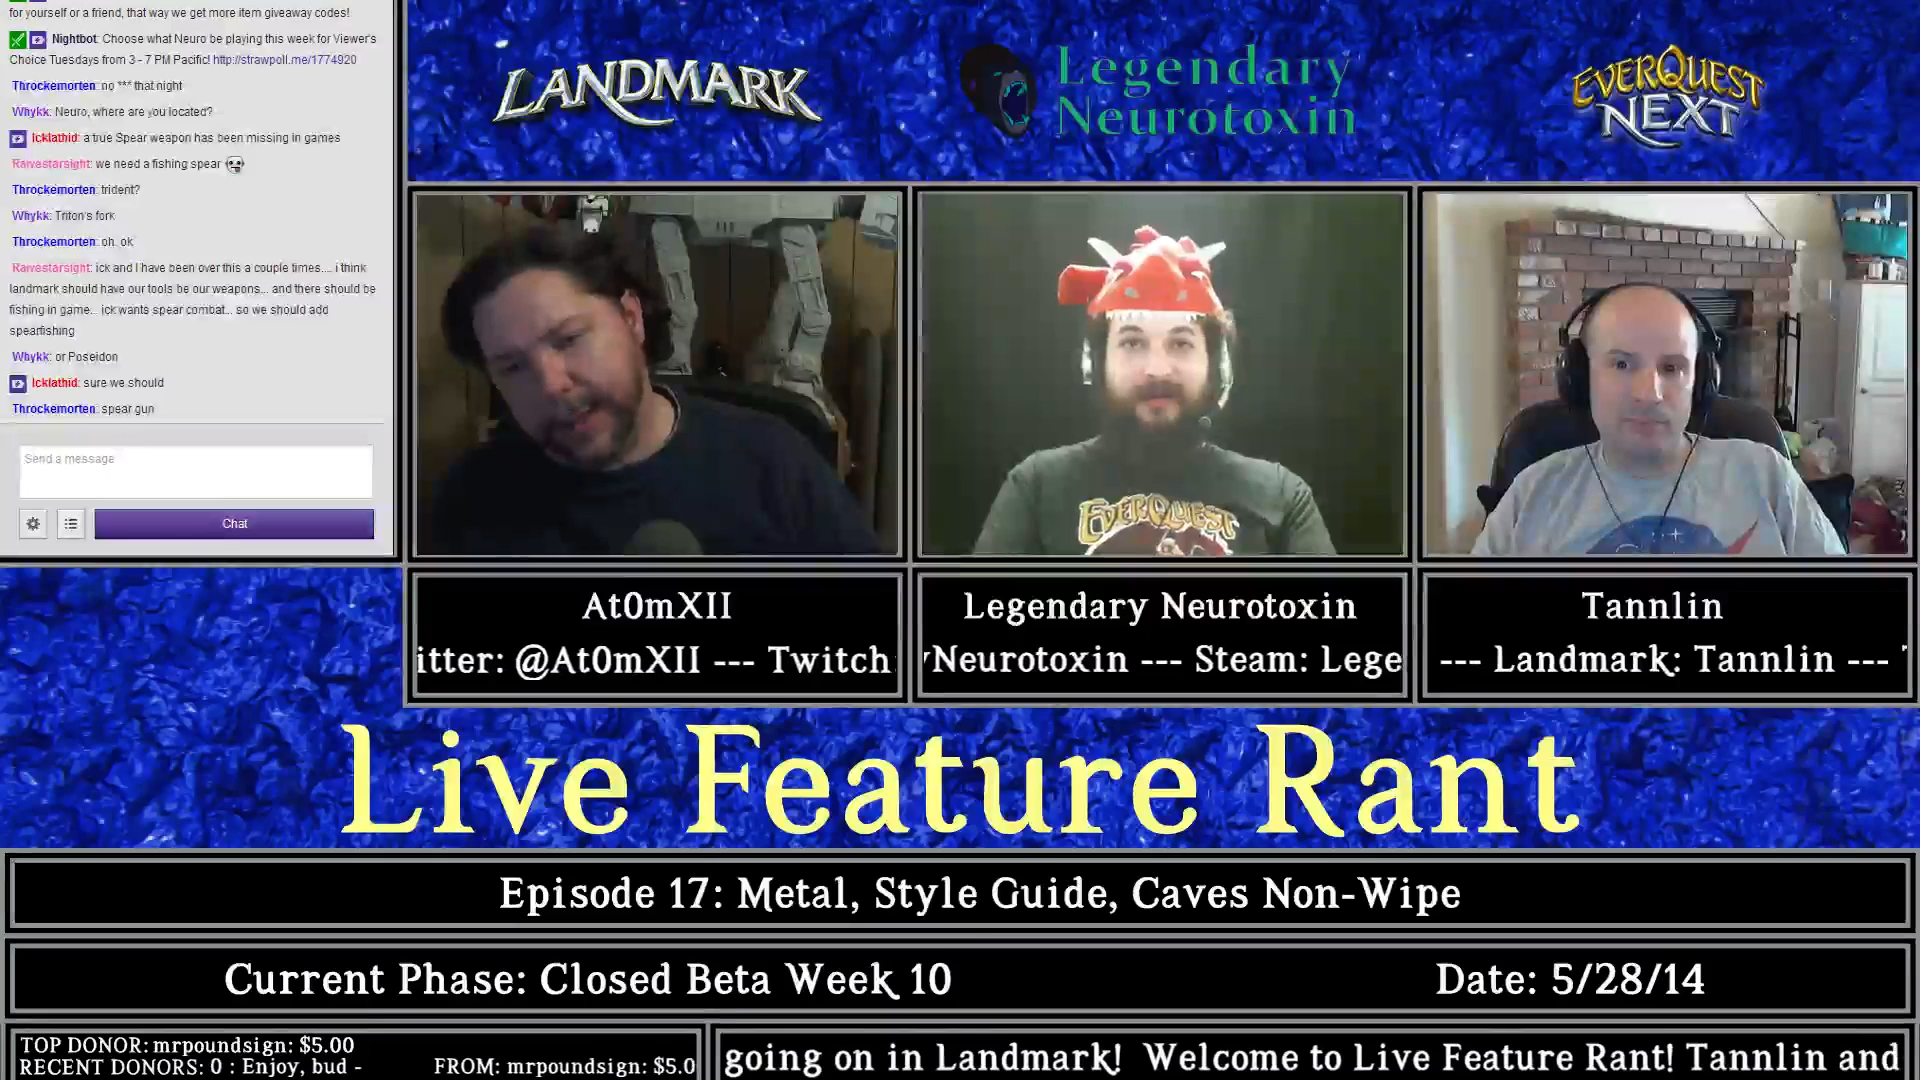 for yourself or a friend, that way we get more item giveaway codes!
Nightbot: Choose what Neuro be playing this week for Viewer's
Choice Tuesdays from 3 - 7 PM Pacific! http://strawpoll.me/1774920
Throckemorten: no *** that night
Whykk: Neuro, where are you located?
Icklathid: a true Spear weapon has been missing in games
Raivestarsight: we need a fishing spear
Throckemorten: trident?
Whykk: Triton's fork
Throckemorten: oh. ok
Raivestarsight: ick and I have been over this a couple times.... i think
landmark should have our tools be our weapons... and there should be
fishing in game... ick wants spear combat... so we should add
spearfishing
Whykk: or Poseidon
Icklathid: sure we should
Throckemorten: spear gun
Send a message
Chat
LANDMARK
Legendary
Neurotoxin
EVERQUEST
NEXT
EVERQUEST
At0mXII
itter: @At0mXII --- Twitch:
Legendary Neurotoxin
yNeurotoxin --- Steam: Lege
Tannlin
--- Landmark: Tannlin ---
Live Feature Rant
Episode 17: Metal, Style Guide, Caves Non-Wipe
Current Phase: Closed Beta Week 10
Date: 5/28/14
TOP DONOR: mrpoundsign: $5.00
RECENT DONORS: 0 : Enjoy, bud - FROM: mrpoundsign: $5.0
going on in Landmark! Welcome to Live Feature Rant! Tannlin and